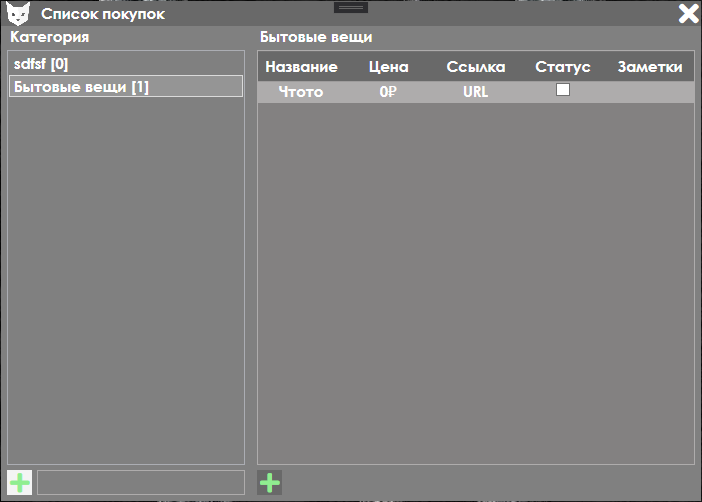 Список покупок
Категория
sdfsf [0]
Бытовые вещи [1]
Бытовые вещи
Название Цена Ссылка Статус Заметки
Чтото 0₽ URL